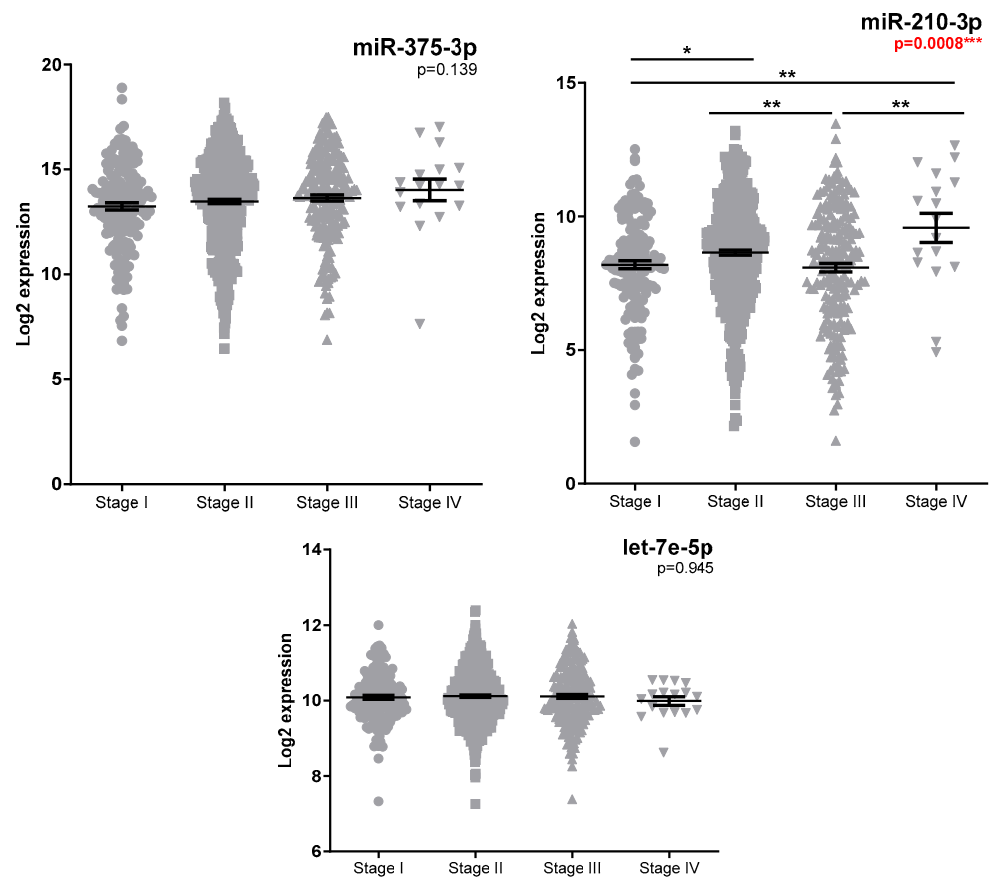 miR-375-3p
p=0.139
20
15
10
5
0
Log2 expression
Stage I Stage II Stage III Stage IV
miR-210-3p
p=0.0008***
*
**
** **
15
10
5
0
Log2 expression
Stage I Stage II Stage III Stage IV
let-7e-5p
p=0.945
14
12
10
8
6
Log2 expression
Stage I Stage II Stage III Stage IV